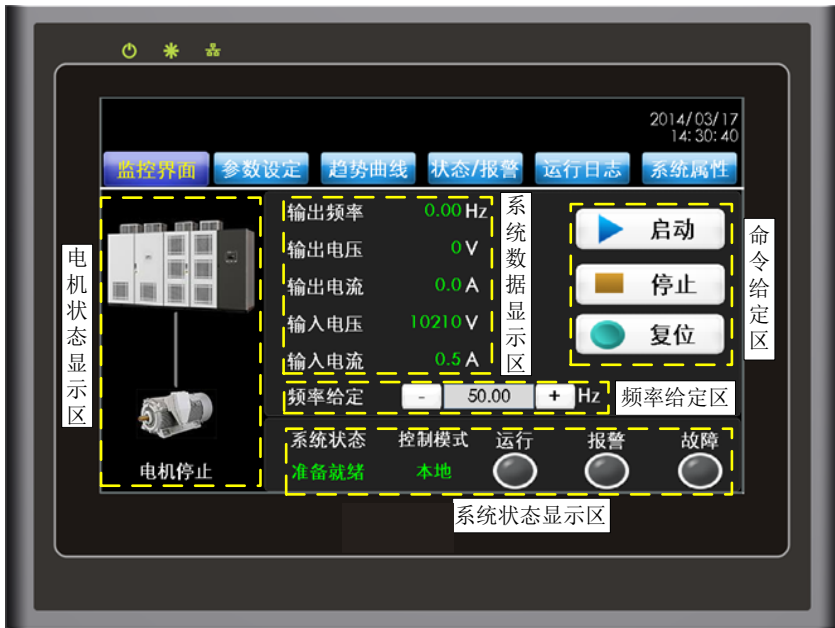 2014/03/17
14:30:40
监控界面 参数设定 趋势曲线 状态/报警 运行日志 系统属性
电机状态显示区
电机停止
输出频率 0.00 Hz
输出电压 0 V
输出电流 0.0 A
输入电压 10210 V
输入电流 0.5 A
系统数据显示区
启动
停止
复位
命令给定区
频率给定 - 50.00 + Hz
频率给定区
系统状态 控制模式 运行 报警 故障
准备就绪 本地
系统状态显示区